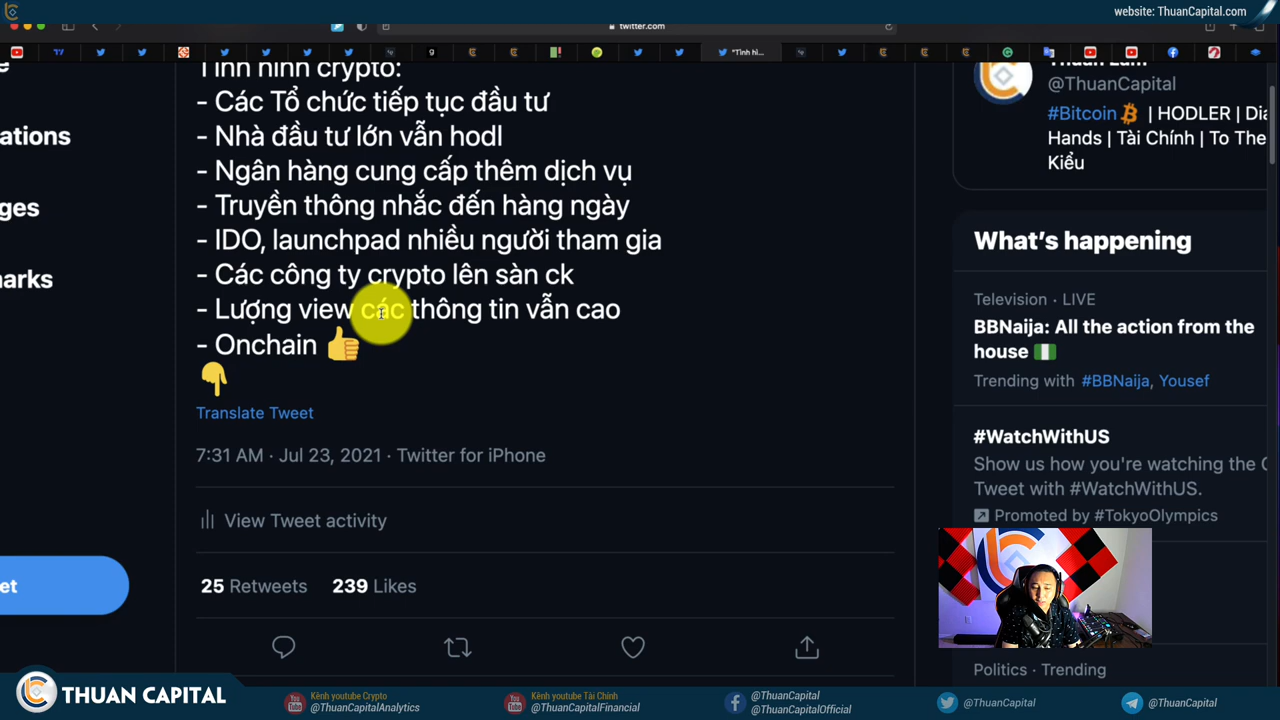 website: ThuanCapital.com
twitter.com
"Tình hì...
Tình hình crypto:
- Các Tổ chức tiếp tục đầu tư
- Nhà đầu tư lớn vẫn hodl
- Ngân hàng cung cấp thêm dịch vụ
- Truyền thông nhắc đến hàng ngày
- IDO, launchpad nhiều người tham gia
- Các công ty crypto lên sàn ck
- Lượng view các thông tin vẫn cao
- Onchain 👍
👇
Translate Tweet
7:31 AM · Jul 23, 2021 · Twitter for iPhone
View Tweet activity
25 Retweets 239 Likes
ations
ges
arks
et
@ThuanCapital
#Bitcoin | HODLER | Dia
Hands | Tài Chính | To The
Kiểu
What's happening
Television · LIVE
BBNaija: All the action from the
house 🇳🇬
Trending with #BBNaija, Yousef
#WatchWithUS
Show us how you're watching the
Tweet with #WatchWithUS.
Promoted by #TokyoOlympics
Politics · Trending
THUAN CAPITAL
Kênh youtube Crypto
@ThuanCapitalAnalytics
Kênh youtube Tài Chính
@ThuanCapitalFinancial
@ThuanCapital
@ThuanCapitalOfficial
@ThuanCapital
@ThuanCapital